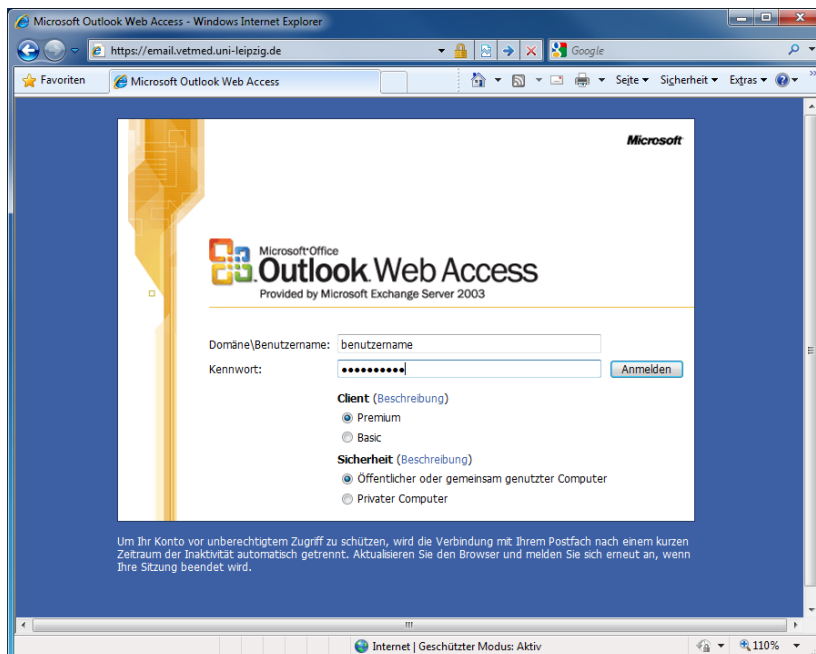 Microsoft Outlook Web Access - Windows Internet Explorer
https://email.vetmed.uni-leipzig.de
Google
Favoriten
Microsoft Outlook Web Access
Seite
Sicherheit
Extras
Microsoft
Microsoft Office
Outlook Web Access
Provided by Microsoft Exchange Server 2003
Domäne\Benutzername: benutzername
Kennwort: ••••••••••
Anmelden
Client (Beschreibung)
Premium
Basic
Sicherheit (Beschreibung)
Öffentlicher oder gemeinsam genutzter Computer
Privater Computer
Um Ihr Konto vor unberechtigtem Zugriff zu schützen, wird die Verbindung mit Ihrem Postfach nach einem kurzen
Zeitraum der Inaktivität automatisch getrennt. Aktualisieren Sie den Browser und melden Sie sich erneut an, wenn
Ihre Sitzung beendet wird.
Internet | Geschützter Modus: Aktiv
110%